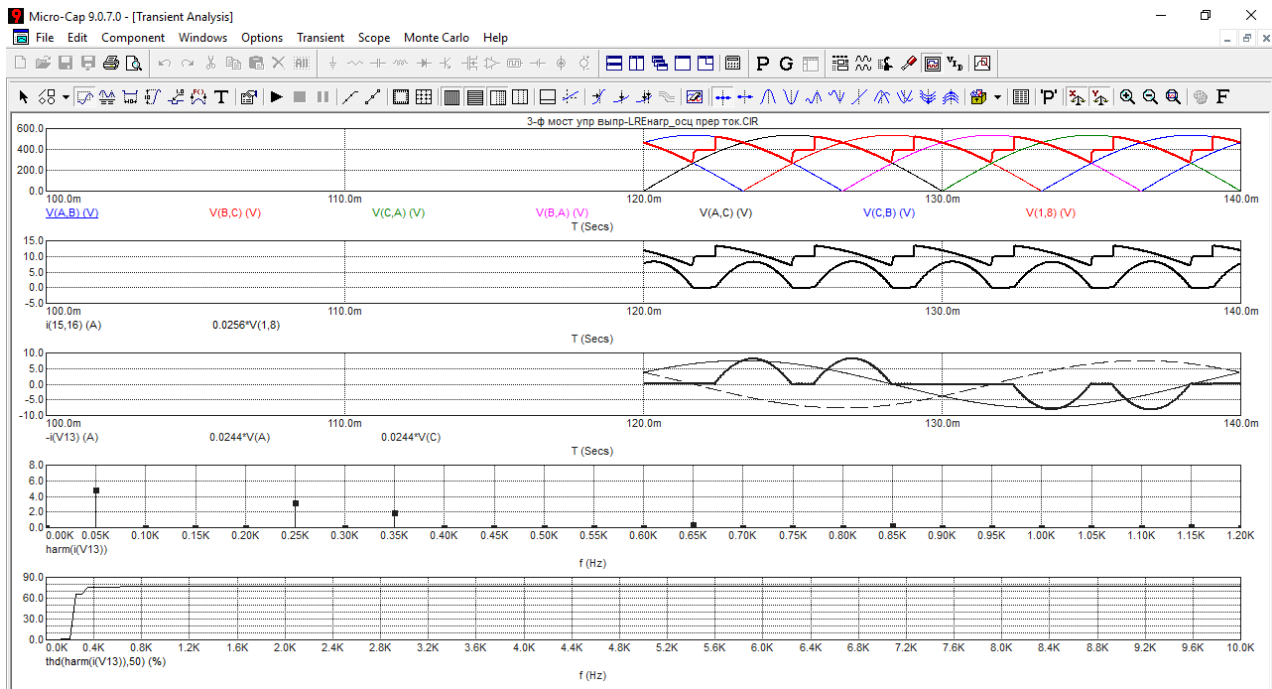 Micro-Cap 9.0.7.0 - [Transient Analysis]
File Edit Component Windows Options Transient Scope Monte Carlo Help
P G
T 'P' F
3-ф мост упр выпр-LREнагр_осц прер ток.CIR
600.0
400.0
200.0
0.0
100.0m 110.0m 120.0m 130.0m 140.0m
V(A,B) (V) V(B,C) (V) V(C,A) (V) V(B,A) (V) V(A,C) (V) V(C,B) (V) V(1,8) (V)
T (Secs)
15.0
10.0
5.0
0.0
-5.0
100.0m 110.0m 120.0m 130.0m 140.0m
i(15,16) (A) 0.0256*V(1,8)
T (Secs)
10.0
5.0
0.0
-5.0
-10.0
100.0m 110.0m 120.0m 130.0m 140.0m
-i(V13) (A) 0.0244*V(A) 0.0244*V(C)
T (Secs)
8.0
6.0
4.0
2.0
0.0
0.00K 0.05K 0.10K 0.15K 0.20K 0.25K 0.30K 0.35K 0.40K 0.45K 0.50K 0.55K 0.60K 0.65K 0.70K 0.75K 0.80K 0.85K 0.90K 0.95K 1.00K 1.05K 1.10K 1.15K 1.20K
harm(i(V13))
f (Hz)
90.0
60.0
30.0
0.0
0.0K 0.4K 0.8K 1.2K 1.6K 2.0K 2.4K 2.8K 3.2K 3.6K 4.0K 4.4K 4.8K 5.2K 5.6K 6.0K 6.4K 6.8K 7.2K 7.6K 8.0K 8.4K 8.8K 9.2K 9.6K 10.0K
thd(harm(i(V13)),50) (%)
f (Hz)